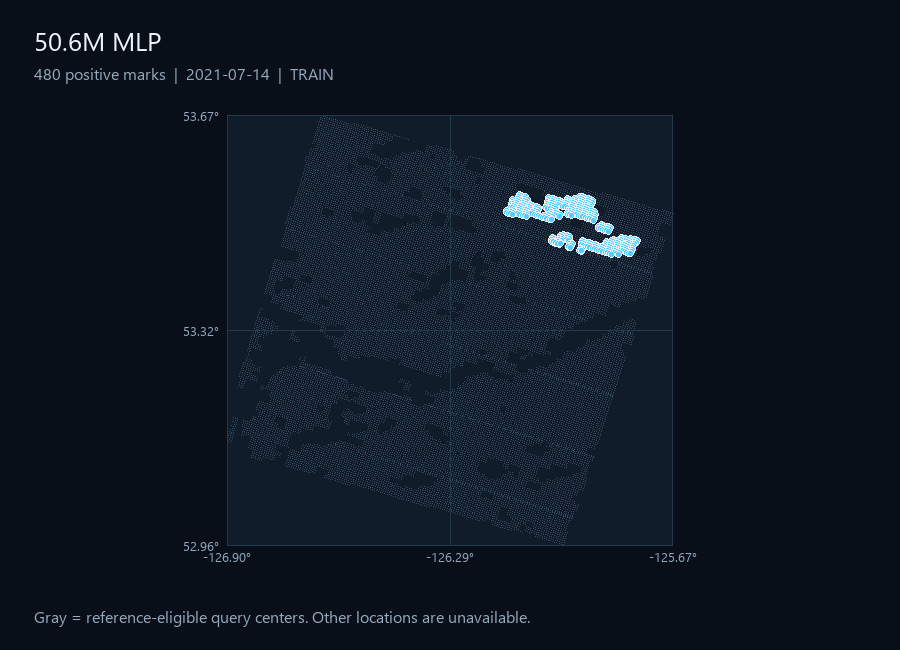 50.6M MLP
480 positive marks | 2021-07-14 | TRAIN
53.67°
53.32°
52.96°
-126.90°
-126.29°
-125.67°
Gray = reference-eligible query centers. Other locations are unavailable.